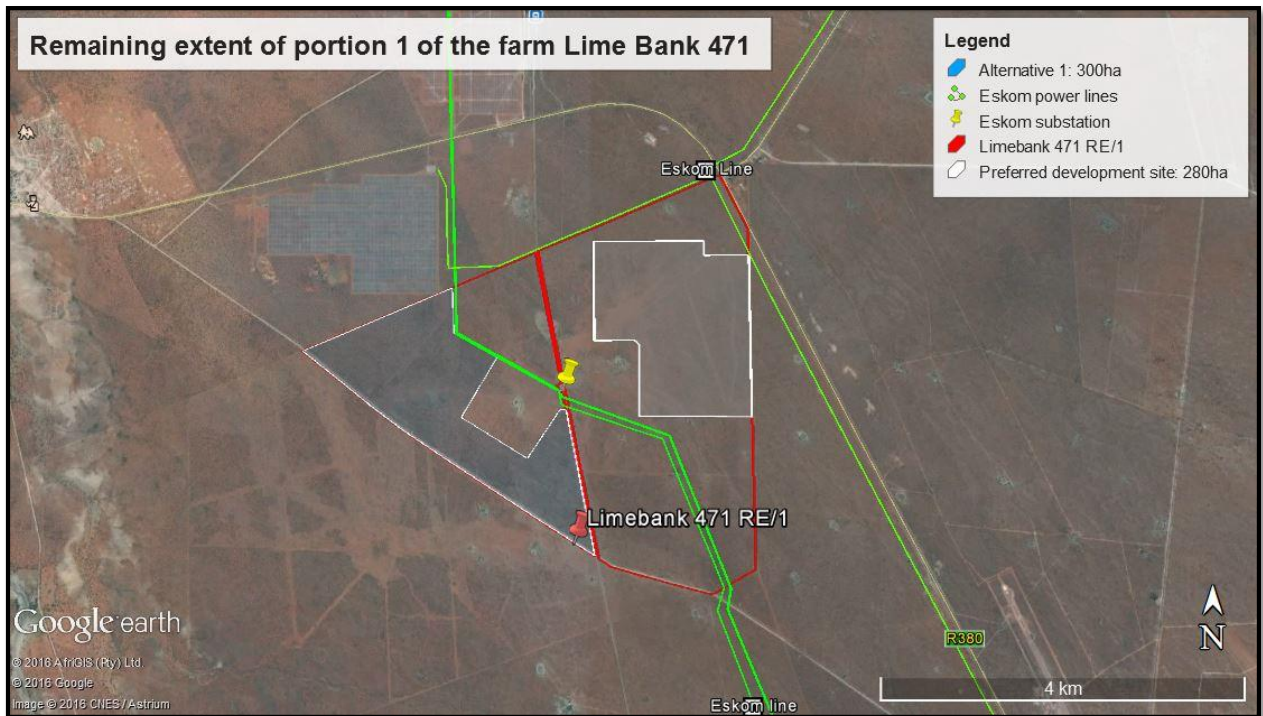 Remaining extent of portion 1 of the farm Lime Bank 471
Legend
Alternative 1: 300ha
Eskom power lines
Eskom substation
Limebank 471 RE/1
Preferred development site: 280ha
Eskom Line
Limebank 471 RE/1
Google earth
© 2016 AfriGIS (Pty) Ltd.
© 2016 Google
Image © 2016 CNES / Astrium
R380
N
4 km
Eskom line